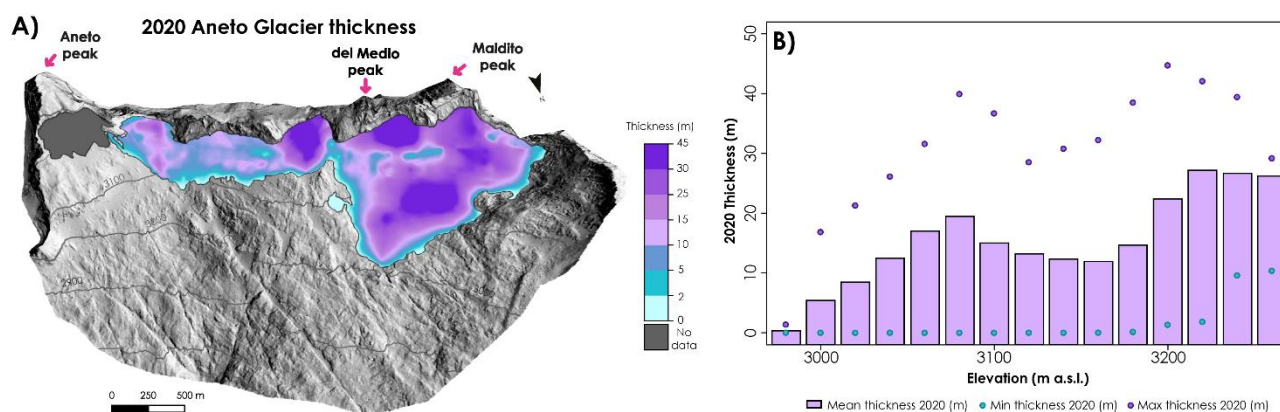 A)
2020 Aneto Glacier thickness
Aneto
peak
del Medio
peak
Maldito
peak
N
Thickness (m)
45
30
25
15
10
5
2
0
No
data
3100
2900
0 250 500 m
B)
2020 Thickness (m)
50
40
30
20
10
0
3000 3100 3200
Elevation (m a.s.l.)
Mean thickness 2020 (m) Min thickness 2020 (m) Max thickness 2020 (m)